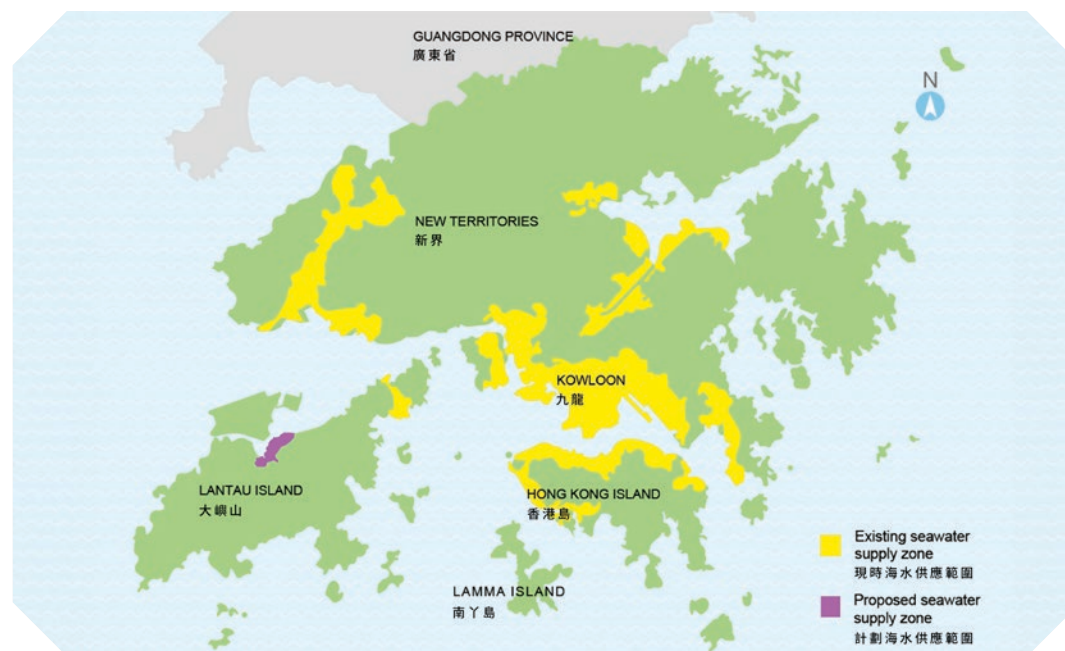 GUANGDONG PROVINCE
廣東省
N
NEW TERRITORIES
新界
KOWLOON
九龍
LANTAU ISLAND
大嶼山
HONG KONG ISLAND
香港島
LAMMA ISLAND
南丫島
Existing seawater
supply zone
現時海水供應範圍
Proposed seawater
supply zone
計劃海水供應範圍